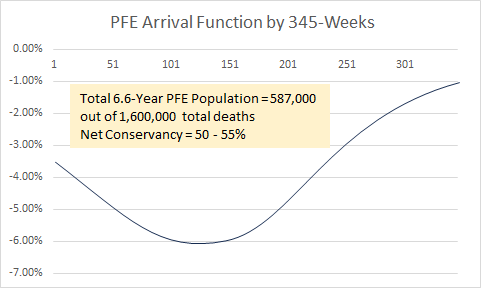 PFE Arrival Function by 345-Weeks
0.00%
1 51 101 151 201 251 301
-1.00%
Total 6.6-Year PFE Population = 587,000
out of 1,600,000 total deaths
Net Conservancy = 50 - 55%
-2.00%
-3.00%
-4.00%
-5.00%
-6.00%
-7.00%